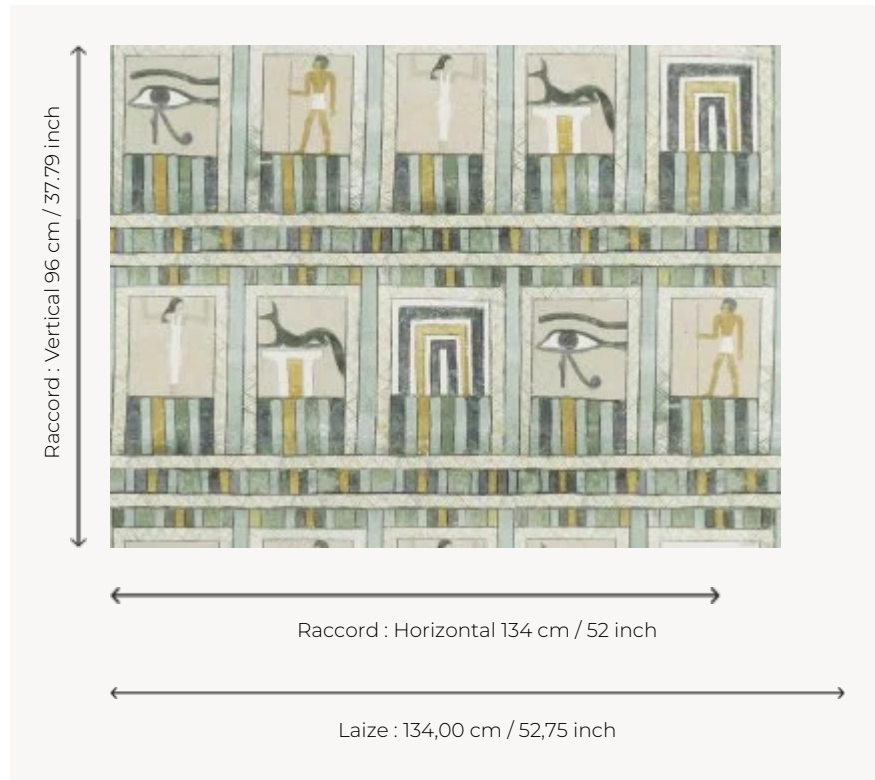 Raccord : Vertical 96 cm / 37.79 inch
Raccord : Horizontal 134 cm / 52 inch
Laize : 134,00 cm / 52,75 inch